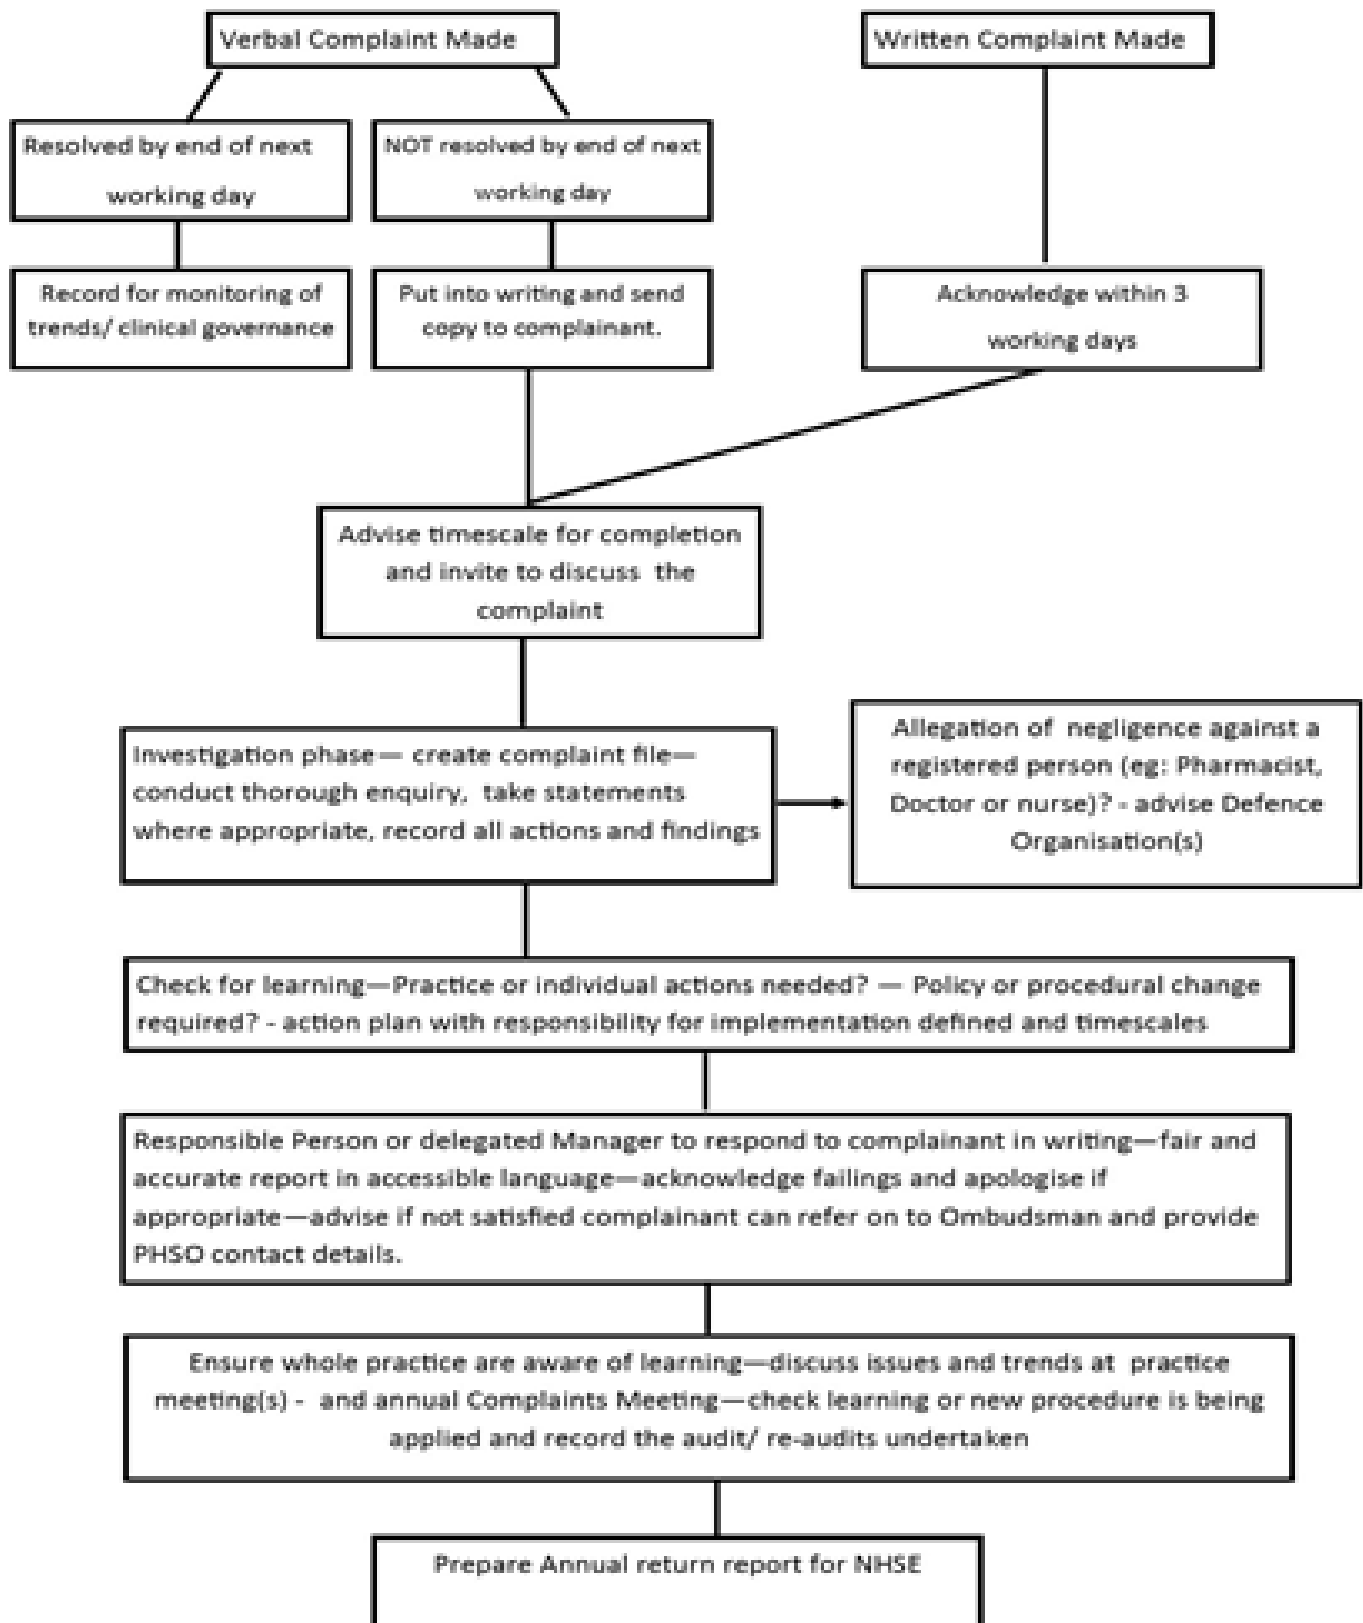 Verbal Complaint Made
Written Complaint Made
Resolved by end of next
working day
NOT resolved by end of next
working day
Record for monitoring of
trends/ clinical governance
Put into writing and send
copy to complainant.
Acknowledge within 3
working days
Advise timescale for completion
and invite to discuss the
complaint
Investigation phase— create complaint file—
conduct thorough enquiry, take statements
where appropriate, record all actions and findings
Allegation of negligence against a
registered person (eg: Pharmacist,
Doctor or nurse)? - advise Defence
Organisation(s)
Check for learning—Practice or individual actions needed? — Policy or procedural change
required? - action plan with responsibility for implementation defined and timescales
Responsible Person or delegated Manager to respond to complainant in writing—fair and
accurate report in accessible language—acknowledge failings and apologise if
appropriate—advise if not satisfied complainant can refer on to Ombudsman and provide
PHSO contact details.
Ensure whole practice are aware of learning—discuss issues and trends at practice
meeting(s) - and annual Complaints Meeting—check learning or new procedure is being
applied and record the audit/ re-audits undertaken
Prepare Annual return report for NHSE